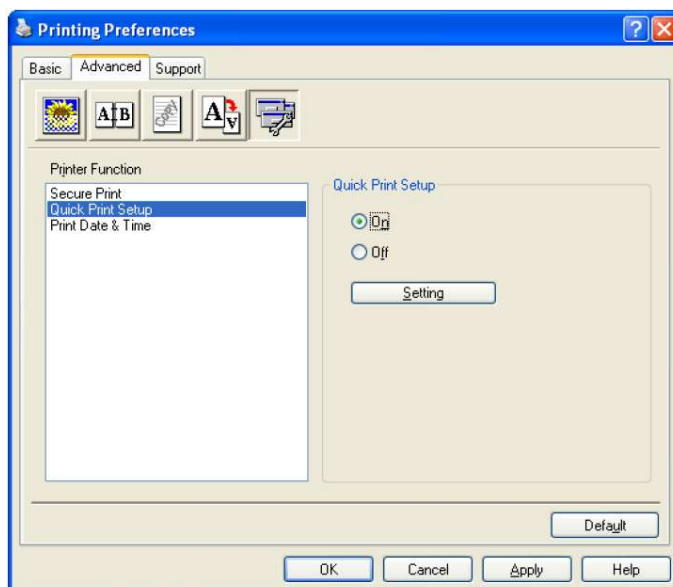 Printing Preferences
Basic Advanced Support
A B Copy A A
Printer Function
Secure Print
Quick Print Setup
Print Date & Time
Quick Print Setup
On
Off
Setting
Default
OK Cancel Apply Help